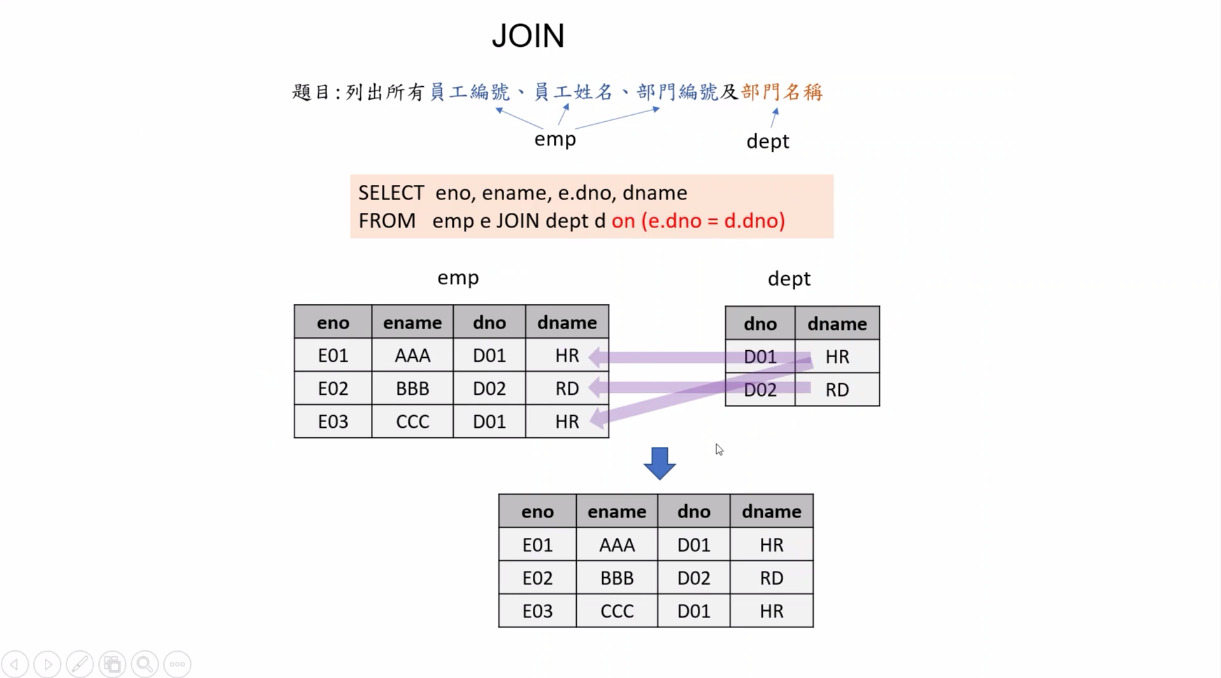 JOIN
題目:列出所有員工編號、員工姓名、部門編號及部門名稱
emp
dept
SELECT eno, ename, e.dno, dname
FROM emp e JOIN dept d on (e.dno = d.dno)
emp
dept
eno ename dno dname
E01 AAA D01 HR
E02 BBB D02 RD
E03 CCC D01 HR
dno dname
D01 HR
D02 RD
eno ename dno dname
E01 AAA D01 HR
E02 BBB D02 RD
E03 CCC D01 HR